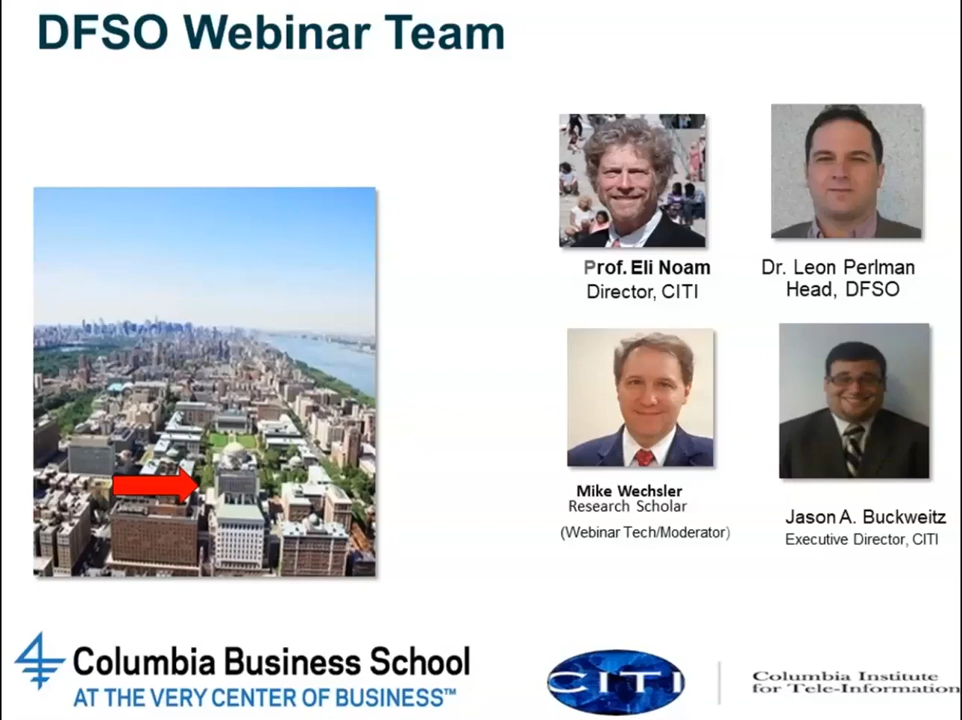 DFSO Webinar Team
Prof. Eli Noam
Director, CITI
Dr. Leon Perlman
Head, DFSO
Mike Wechsler
Research Scholar
(Webinar Tech/Moderator)
Jason A. Buckweitz
Executive Director, CITI
Columbia Business School
AT THE VERY CENTER OF BUSINESS™
CITI
Columbia Institute
for Tele-Information